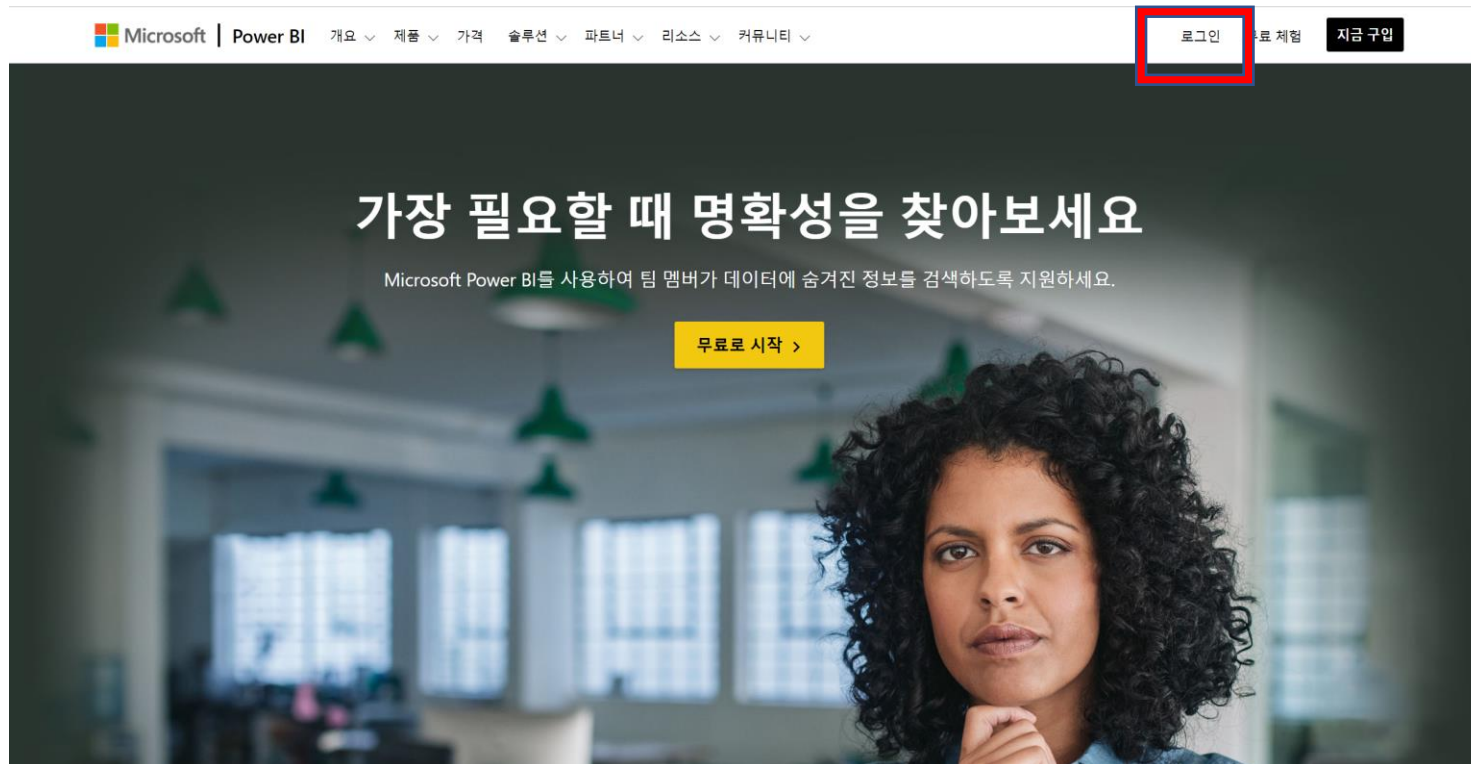 Microsoft Power BI 개요 제품 가격 솔루션 파트너 리소스 커뮤니티 로그인 체험 지금 구입
가장 필요할 때 명확성을 찾아보세요
Microsoft Power BI를 사용하여 팀 멤버가 데이터에 숨겨진 정보를 검색하도록 지원하세요.
무료로 시작 >